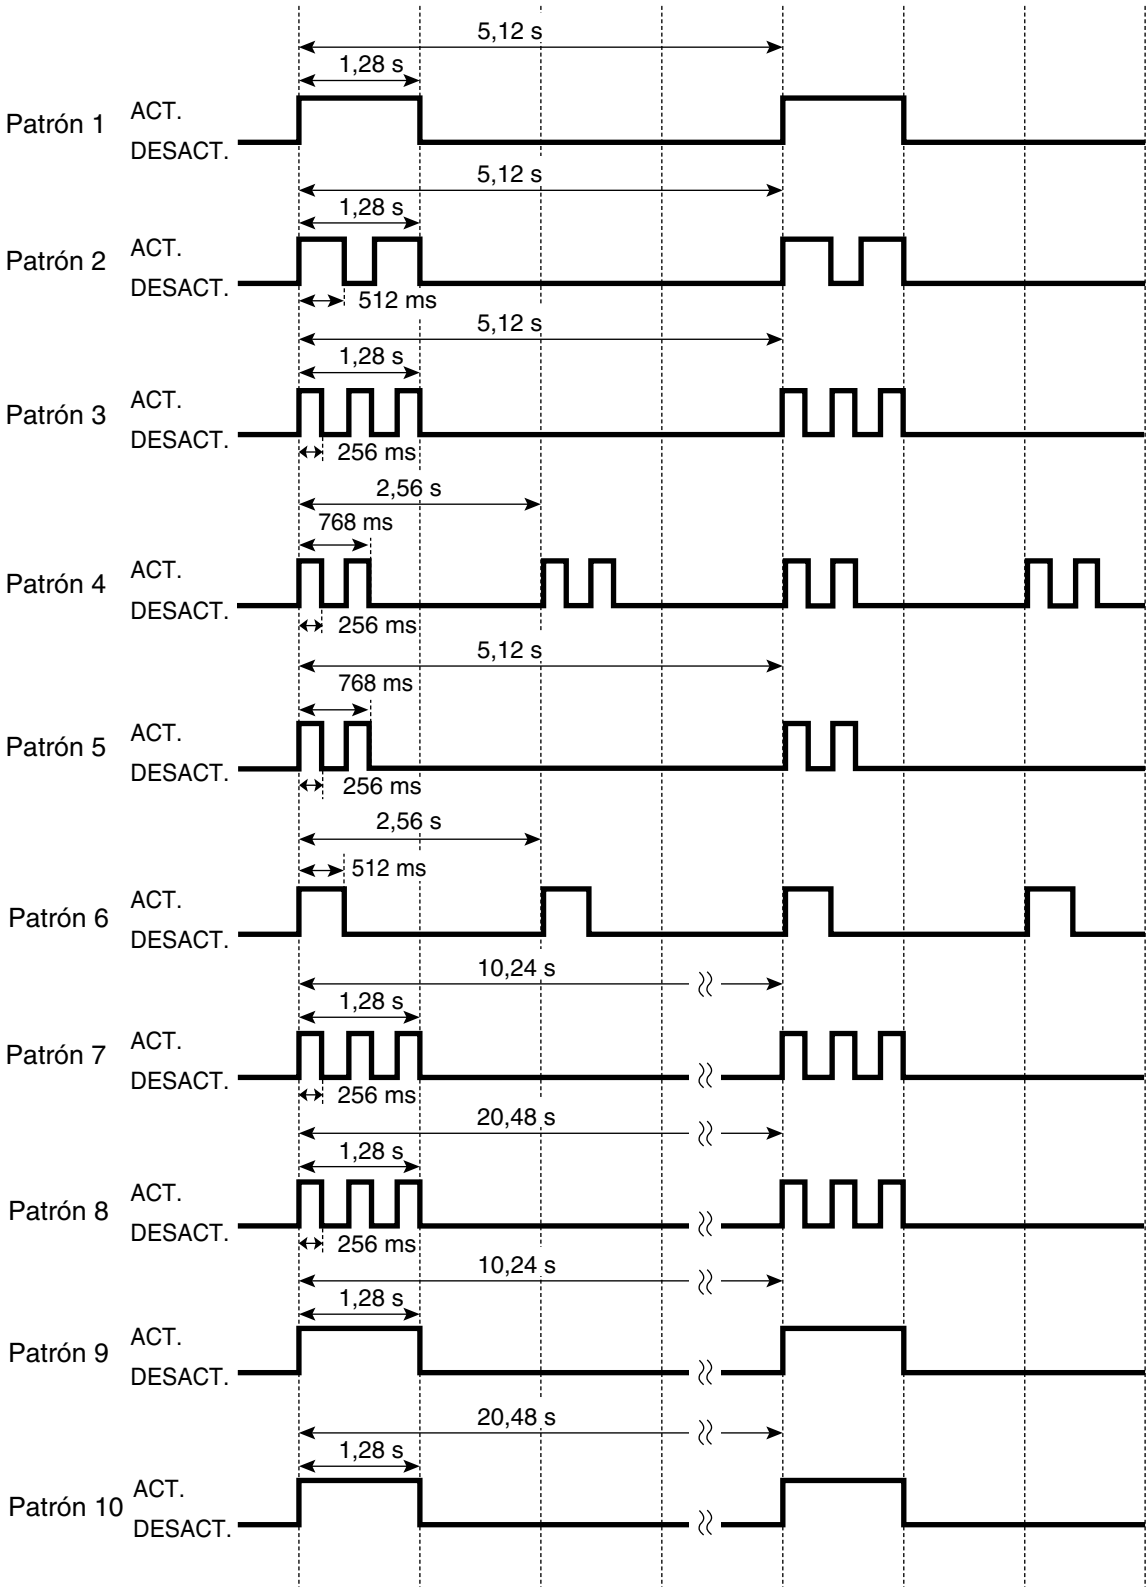 5,12 s
1,28 s
Patrón 1
ACT.
DESACT.
5,12 s
1,28 s
Patrón 2
ACT.
DESACT.
512 ms
5,12 s
1,28 s
Patrón 3
ACT.
DESACT.
256 ms
2,56 s
768 ms
Patrón 4
ACT.
DESACT.
256 ms
5,12 s
768 ms
Patrón 5
ACT.
DESACT.
256 ms
2,56 s
512 ms
Patrón 6
ACT.
DESACT.
10,24 s
1,28 s
Patrón 7
ACT.
DESACT.
256 ms
20,48 s
1,28 s
Patrón 8
ACT.
DESACT.
256 ms
10,24 s
1,28 s
Patrón 9
ACT.
DESACT.
20,48 s
1,28 s
Patrón 10
ACT.
DESACT.